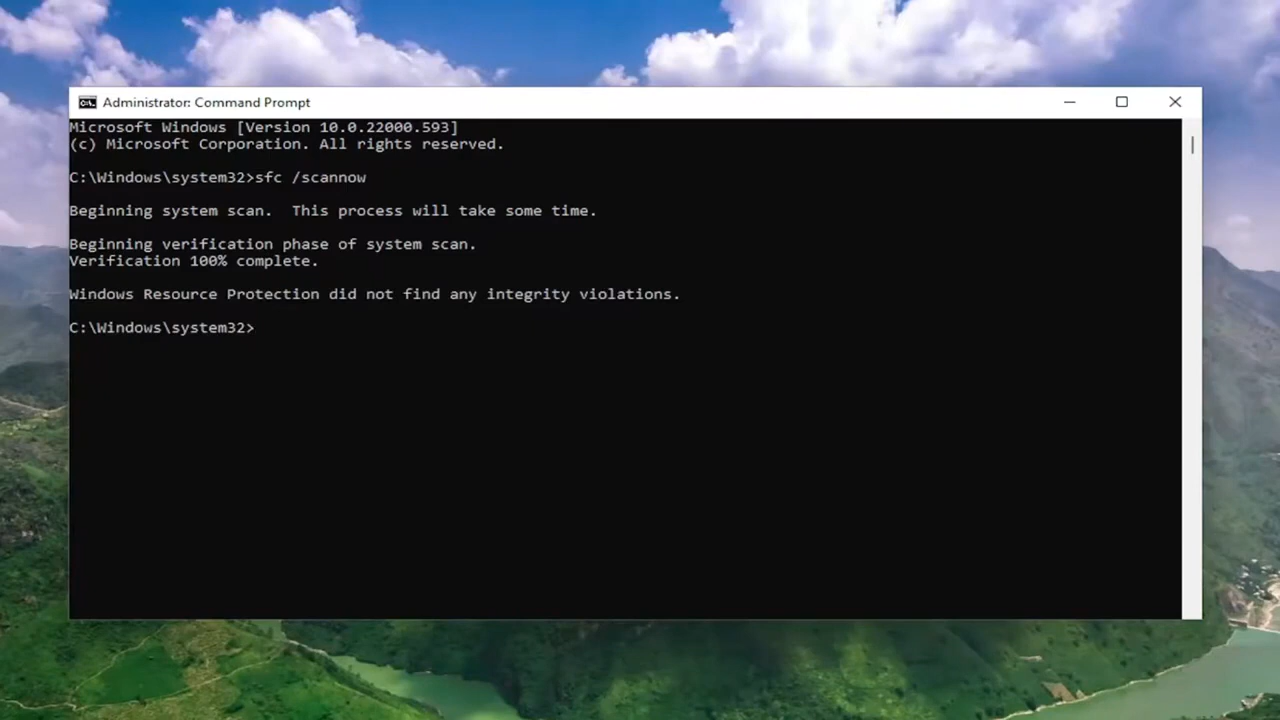 Administrator: Command Prompt
Microsoft Windows [Version 10.0.22000.593]
(c) Microsoft Corporation. All rights reserved.
C:\Windows\system32>sfc /scannow
Beginning system scan.  This process will take some time.
Beginning verification phase of system scan.
Verification 100% complete.
Windows Resource Protection did not find any integrity violations.
C:\Windows\system32>